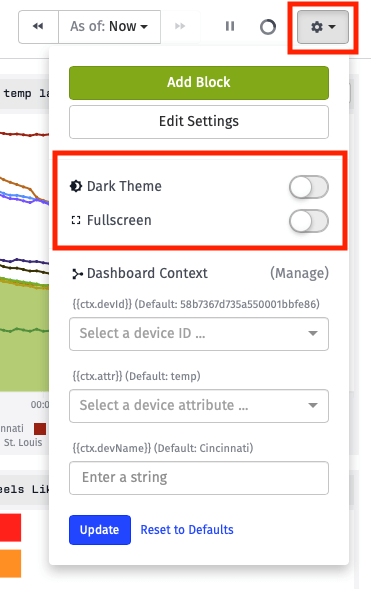 As of: Now
temp la
Add Block
Edit Settings
Dark Theme
Fullscreen
Dashboard Context (Manage)
{{ctx.devId}} (Default: 58b7367d735a550001bbfe86)
Select a device ID ...
{{ctx.attr}} (Default: temp)
Select a device attribute ...
00:0
nnati
St. Louis
{{ctx.devName}} (Default: Cincinnati)
Enter a string
eels Lik
Update Reset to Defaults